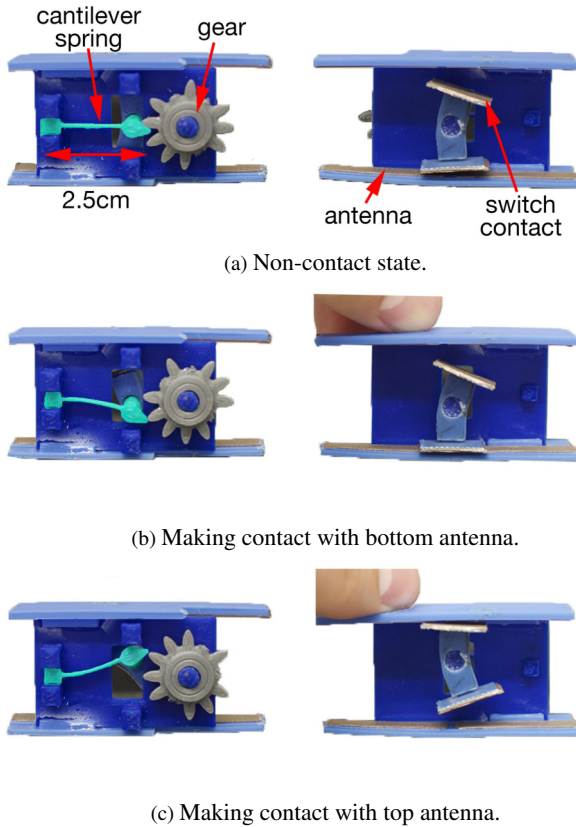 cantilever
spring
gear
2.5cm
antenna
switch
contact
(a) Non-contact state.
(b) Making contact with bottom antenna.
(c) Making contact with top antenna.